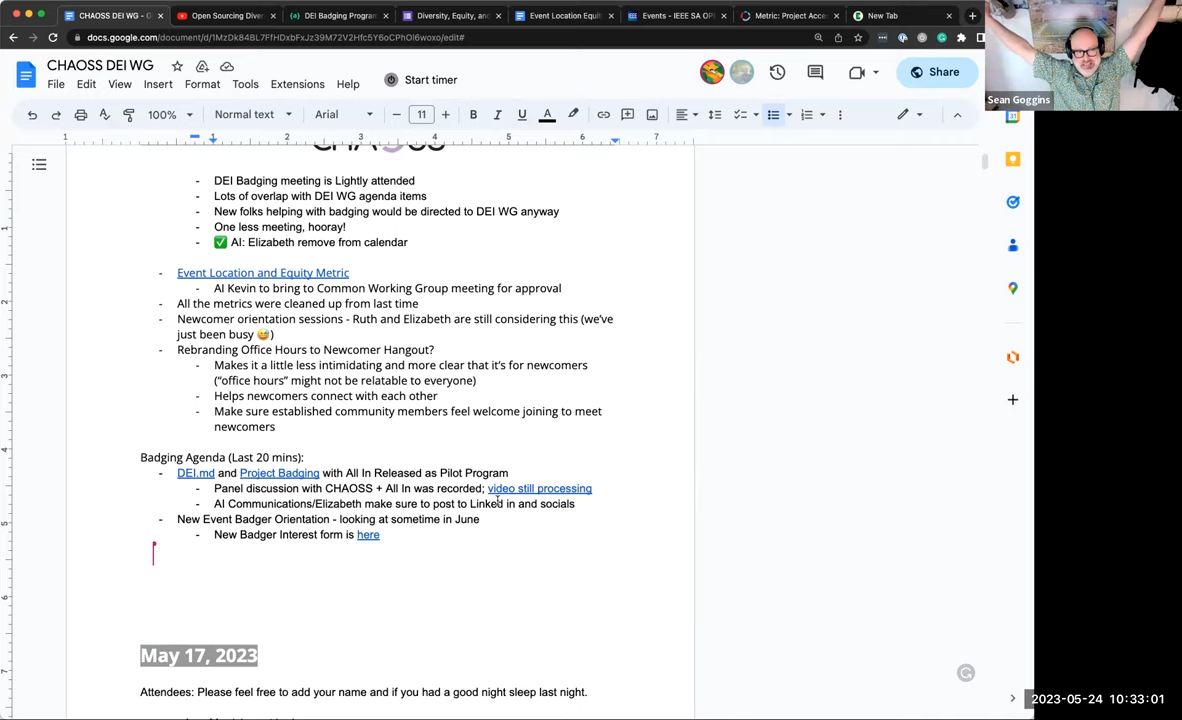 CHAOSS DEI WG - G
Open Sourcing Diver
DEI Badging Program
Diversity, Equity, and
Event Location Equi
Events - IEEE SA OPE
Metric: Project Acces
New Tab
docs.google.com/document/d/1MzDk84BL7FfHDxbFxJz39M72V2Hfc5Y6oCPhOl6woxo/edit#
Sean Goggins
CHAOSS DEI WG
File Edit View Insert Format Tools Extensions Help
Start timer
Share
100%
Normal text
Arial
11
- DEI Badging meeting is Lightly attended
- Lots of overlap with DEI WG agenda items
- New folks helping with badging would be directed to DEI WG anyway
- One less meeting, hooray!
- ✅ AI: Elizabeth remove from calendar
- Event Location and Equity Metric
- AI Kevin to bring to Common Working Group meeting for approval
- All the metrics were cleaned up from last time
- Newcomer orientation sessions - Ruth and Elizabeth are still considering this (we've
just been busy 😅)
- Rebranding Office Hours to Newcomer Hangout?
- Makes it a little less intimidating and more clear that it's for newcomers
("office hours" might not be relatable to everyone)
- Helps newcomers connect with each other
- Make sure established community members feel welcome joining to meet
newcomers
Badging Agenda (Last 20 mins):
- DEI.md and Project Badging with All In Released as Pilot Program
- Panel discussion with CHAOSS + All In was recorded; video still processing
- AI Communications/Elizabeth make sure to post to Linked in and socials
- New Event Badger Orientation - looking at sometime in June
- New Badger Interest form is here
May 17, 2023
Attendees: Please feel free to add your name and if you had a good night sleep last night.
2023-05-24 10:33:01